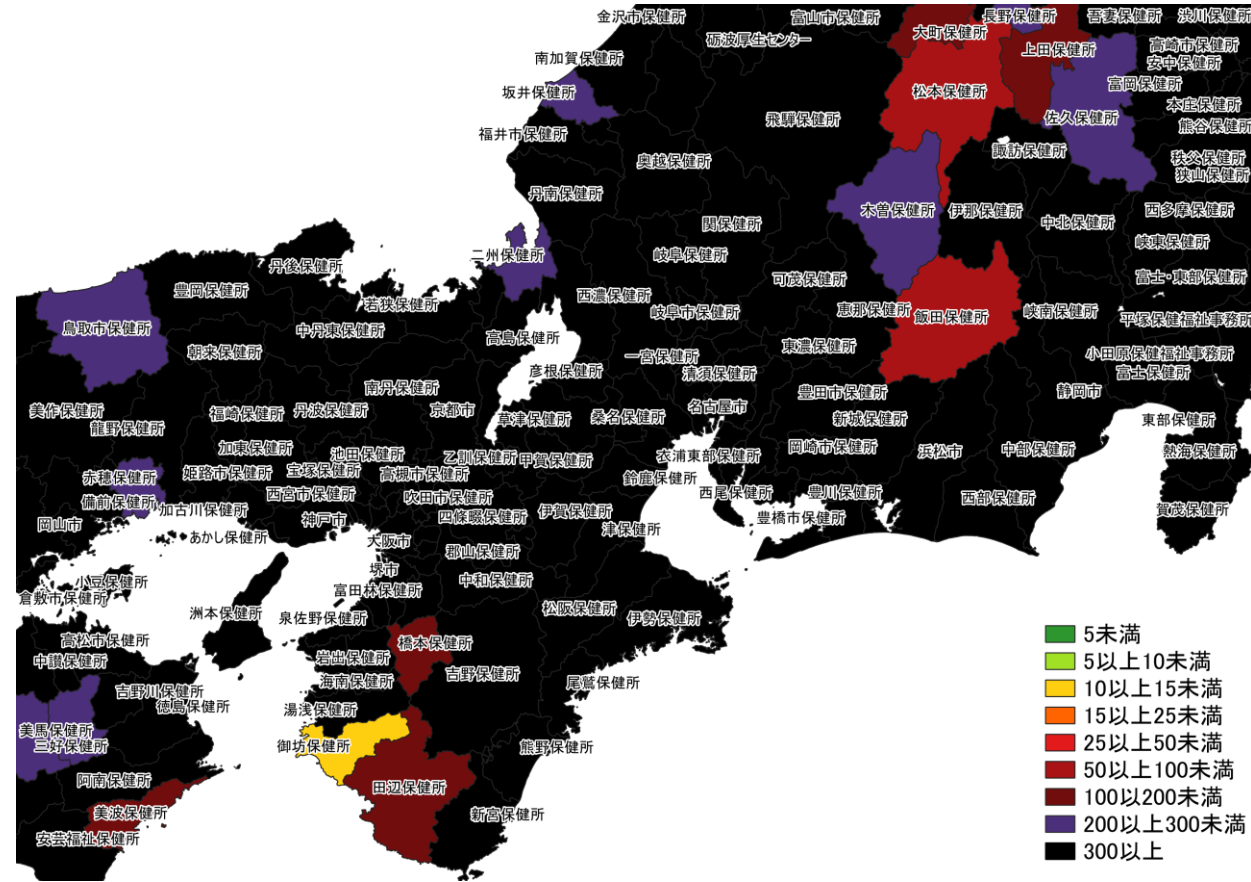 金沢市保健所
富山市保健所
長野保健所
吾妻保健所
渋川保健所
大町保健所
砺波厚生センター
上田保健所
高崎市保健所
南加賀保健所
安中保健所
坂井保健所
松本保健所
富岡保健所
本庄保健所
佐久保健所
飛騨保健所
熊谷保健所
福井市保健所
諏訪保健所
奥越保健所
秩父保健所
狭山保健所
丹南保健所
木曽保健所
伊那保健所
西多摩保健所
関保健所
中北保健所
峡東保健所
二州保健所
岐阜保健所
丹後保健所
可茂保健所
富士・東部保健所
豊岡保健所
西濃保健所
若狭保健所
恵那保健所
岐阜市保健所
飯田保健所
峡南保健所
平塚保健福祉事務所
鳥取市保健所
中丹東保健所
高島保健所
朝来保健所
一宮保健所
東濃保健所
小田原保健福祉事務所
彦根保健所
清須保健所
富士保健所
南丹保健所
豊田市保健所
静岡市
美作保健所
福崎保健所
丹波保健所
京都市
名古屋市
草津保健所
桑名保健所
新城保健所
東部保健所
龍野保健所
加東保健所
池田保健所
乙訓保健所
甲賀保健所
衣浦東部保健所
岡崎市保健所
浜松市
中部保健所
熱海保健所
赤穂保健所
姫路市保健所
宝塚保健所
高槻市保健所
鈴鹿保健所
西宮市保健所
吹田市保健所
西尾保健所
豊川保健所
西部保健所
備前保健所
加古川保健所
伊賀保健所
賀茂保健所
岡山市
神戸市
四條畷保健所
豊橋市保健所
津保健所
あかし保健所
大阪市
郡山保健所
堺市
小豆保健所
中和保健所
富田林保健所
倉敷市保健所
洲本保健所
泉佐野保健所
松阪保健所
伊勢保健所
高松市保健所
橋本保健所
中讃保健所
岩出保健所
吉野保健所
海南保健所
尾鷲保健所
吉野川保健所
徳島保健所
湯浅保健所
美馬保健所
三好保健所
御坊保健所
熊野保健所
阿南保健所
田辺保健所
美波保健所
新宮保健所
安芸福祉保健所
5未満
5以上10未満
10以上15未満
15以上25未満
25以上50未満
50以上100未満
100以200未満
200以上300未満
300以上